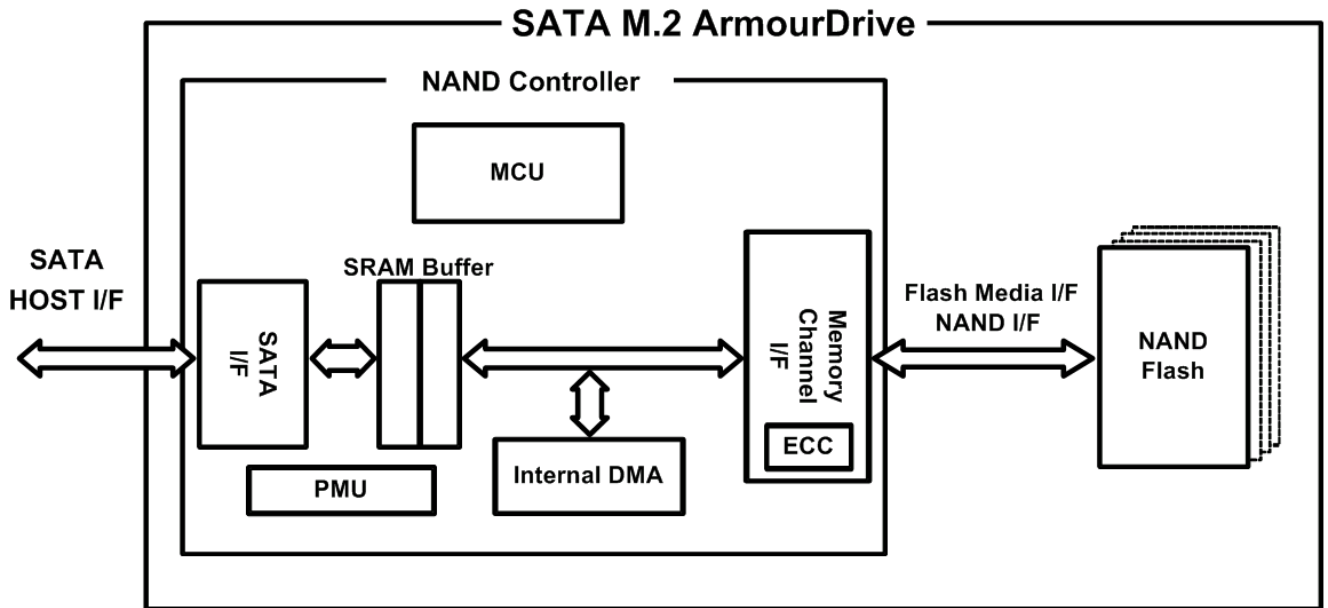 SATA M.2 ArmourDrive
NAND Controller
MCU
SATA
HOST I/F
SRAM Buffer
SATA
I/F
Memory
Channel
I/F
ECC
Flash Media I/F
NAND I/F
NAND
Flash
Internal DMA
PMU